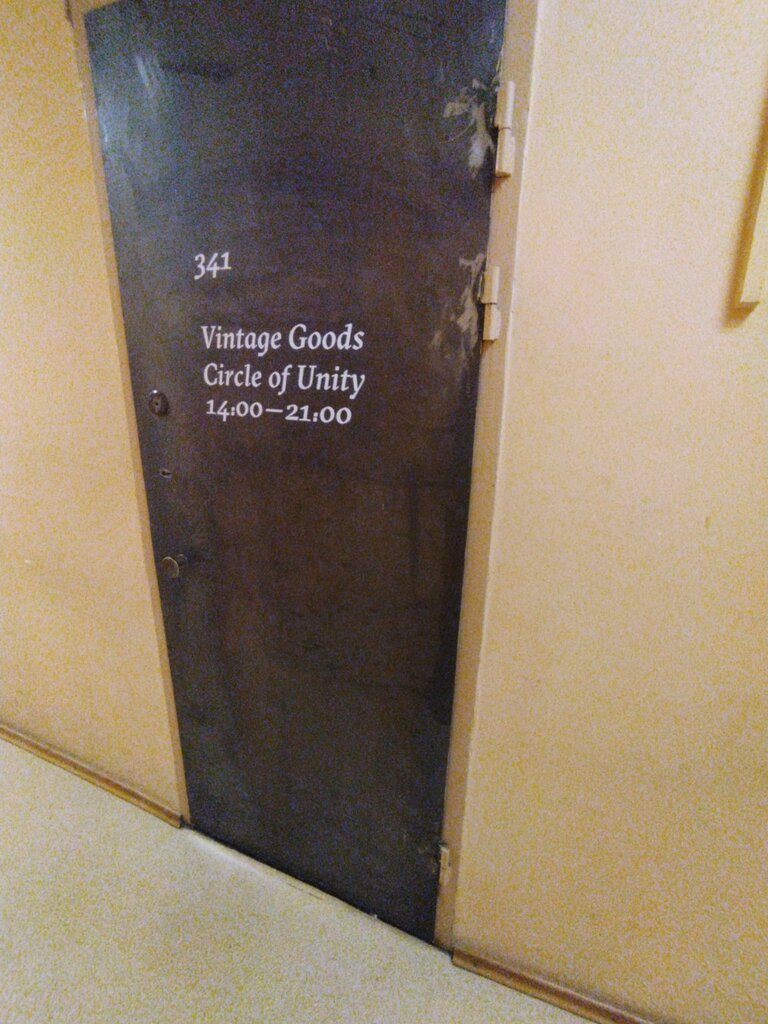 341
Vintage Goods
Circle of Unity
14:00—21:00